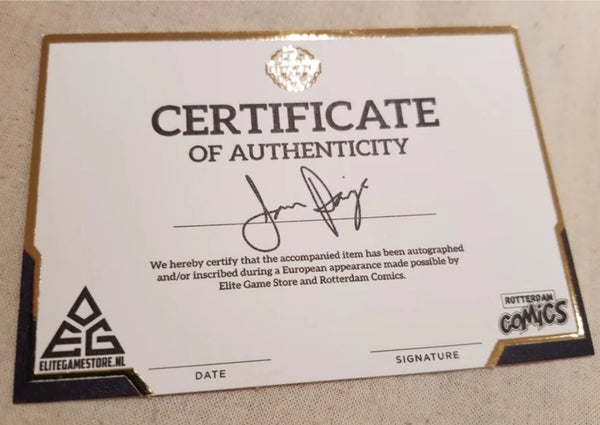 CERTIFICATE
OF AUTHENTICITY
We hereby certify that the accompanied item has been autographed
and/or inscribed during a European appearance made possible by
Elite Game Store and Rotterdam Comics.
EG
ELITEGAMESTORE.NL
DATE
SIGNATURE
ROTTERDAM
COMICS